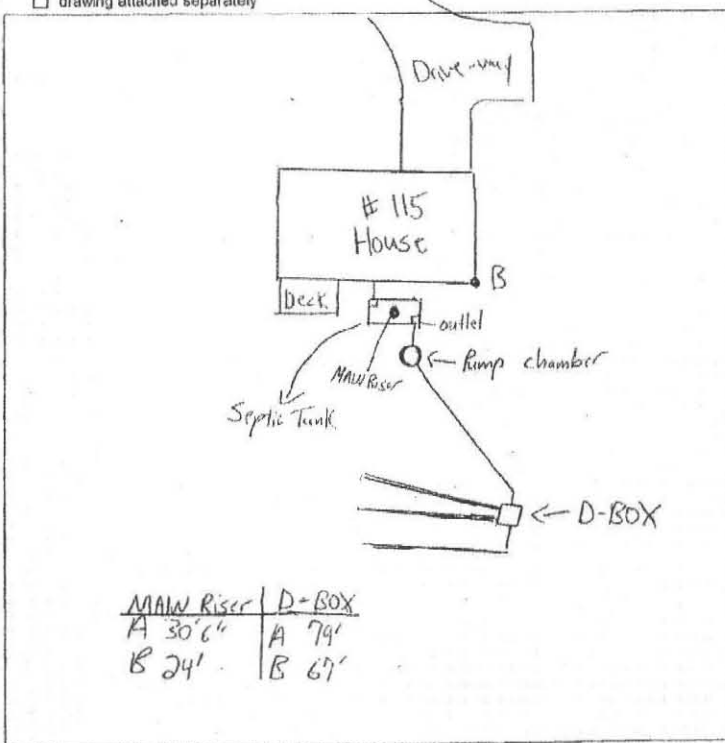 drawing attached separately
Drive-way
# 115
House
B
Deck
outlet
MAIN Riser
Pump chamber
Septic Tank
D-BOX
MAIN Riser | D-BOX
A 30'6" | A 79'
B 24' | B 67'